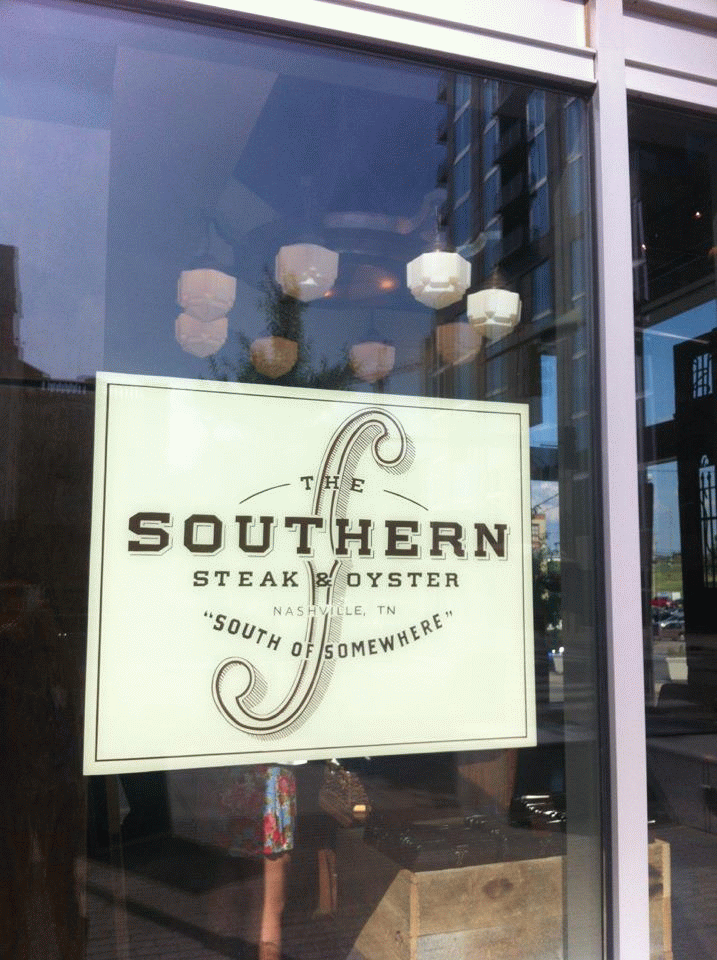 THE
SOUTHERN
STEAK & OYSTER
NASHVILLE, TN
"SOUTH OF SOMEWHERE"